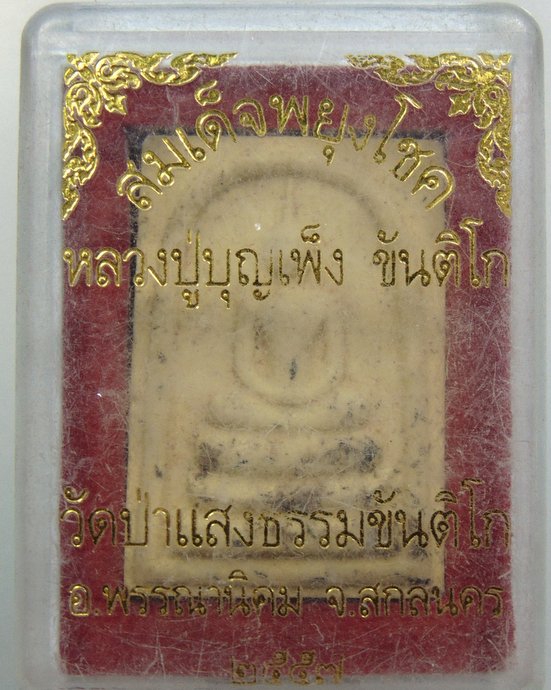 สมเด็จพยุงโชค
หลวงปู่บุญเพ็ง ขันติโก
วัดป่าแสงธรรมขันติโก
อ.พรรณานิคม จ.สกลนคร
๒๕๕๗